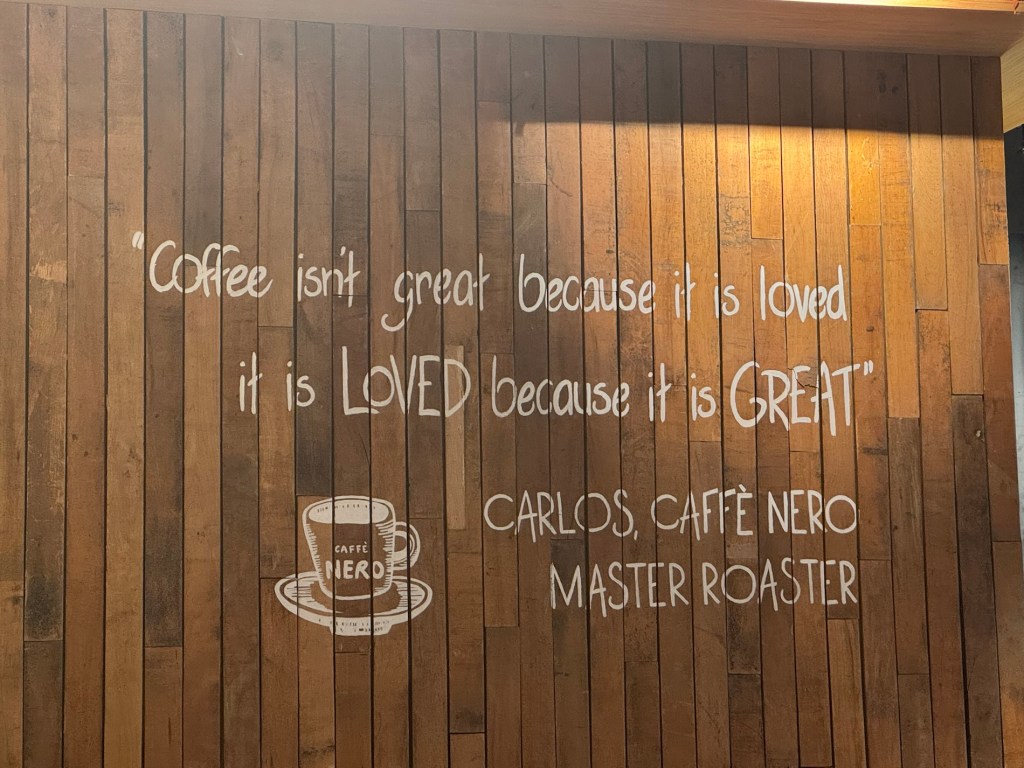 "Coffee isn't great because it is loved
it is LOVED because it is GREAT"
CARLOS, CAFFÈ NERO
MASTER ROASTER
CAFFÈ
NERO